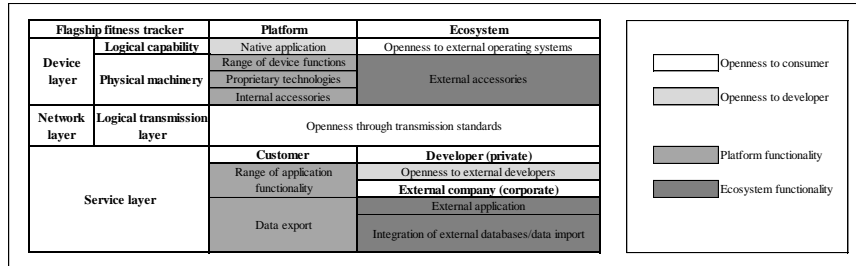 Flagship fitness tracker Platform Ecosystem
Device layer Logical capability Native application Openness to external operating systems
Physical machinery Range of device functions External accessories
Proprietary technologies
Internal accessories
Network layer Logical transmission layer Openness through transmission standards
Service layer Customer Developer (private)
Range of application functionality Openness to external developers
External company (corporate)
Data export External application
Integration of external databases/data import
Openness to consumer
Openness to developer
Platform functionality
Ecosystem functionality